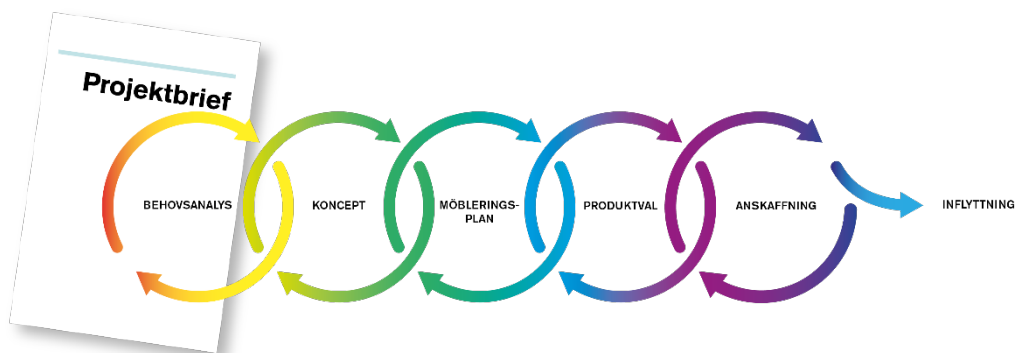 Projektbrief
BEHOVSANALYS
KONCEPT
MÖBLERINGS-
PLAN
PRODUKTVAL
ANSKAFFNING
INFLYTTNING